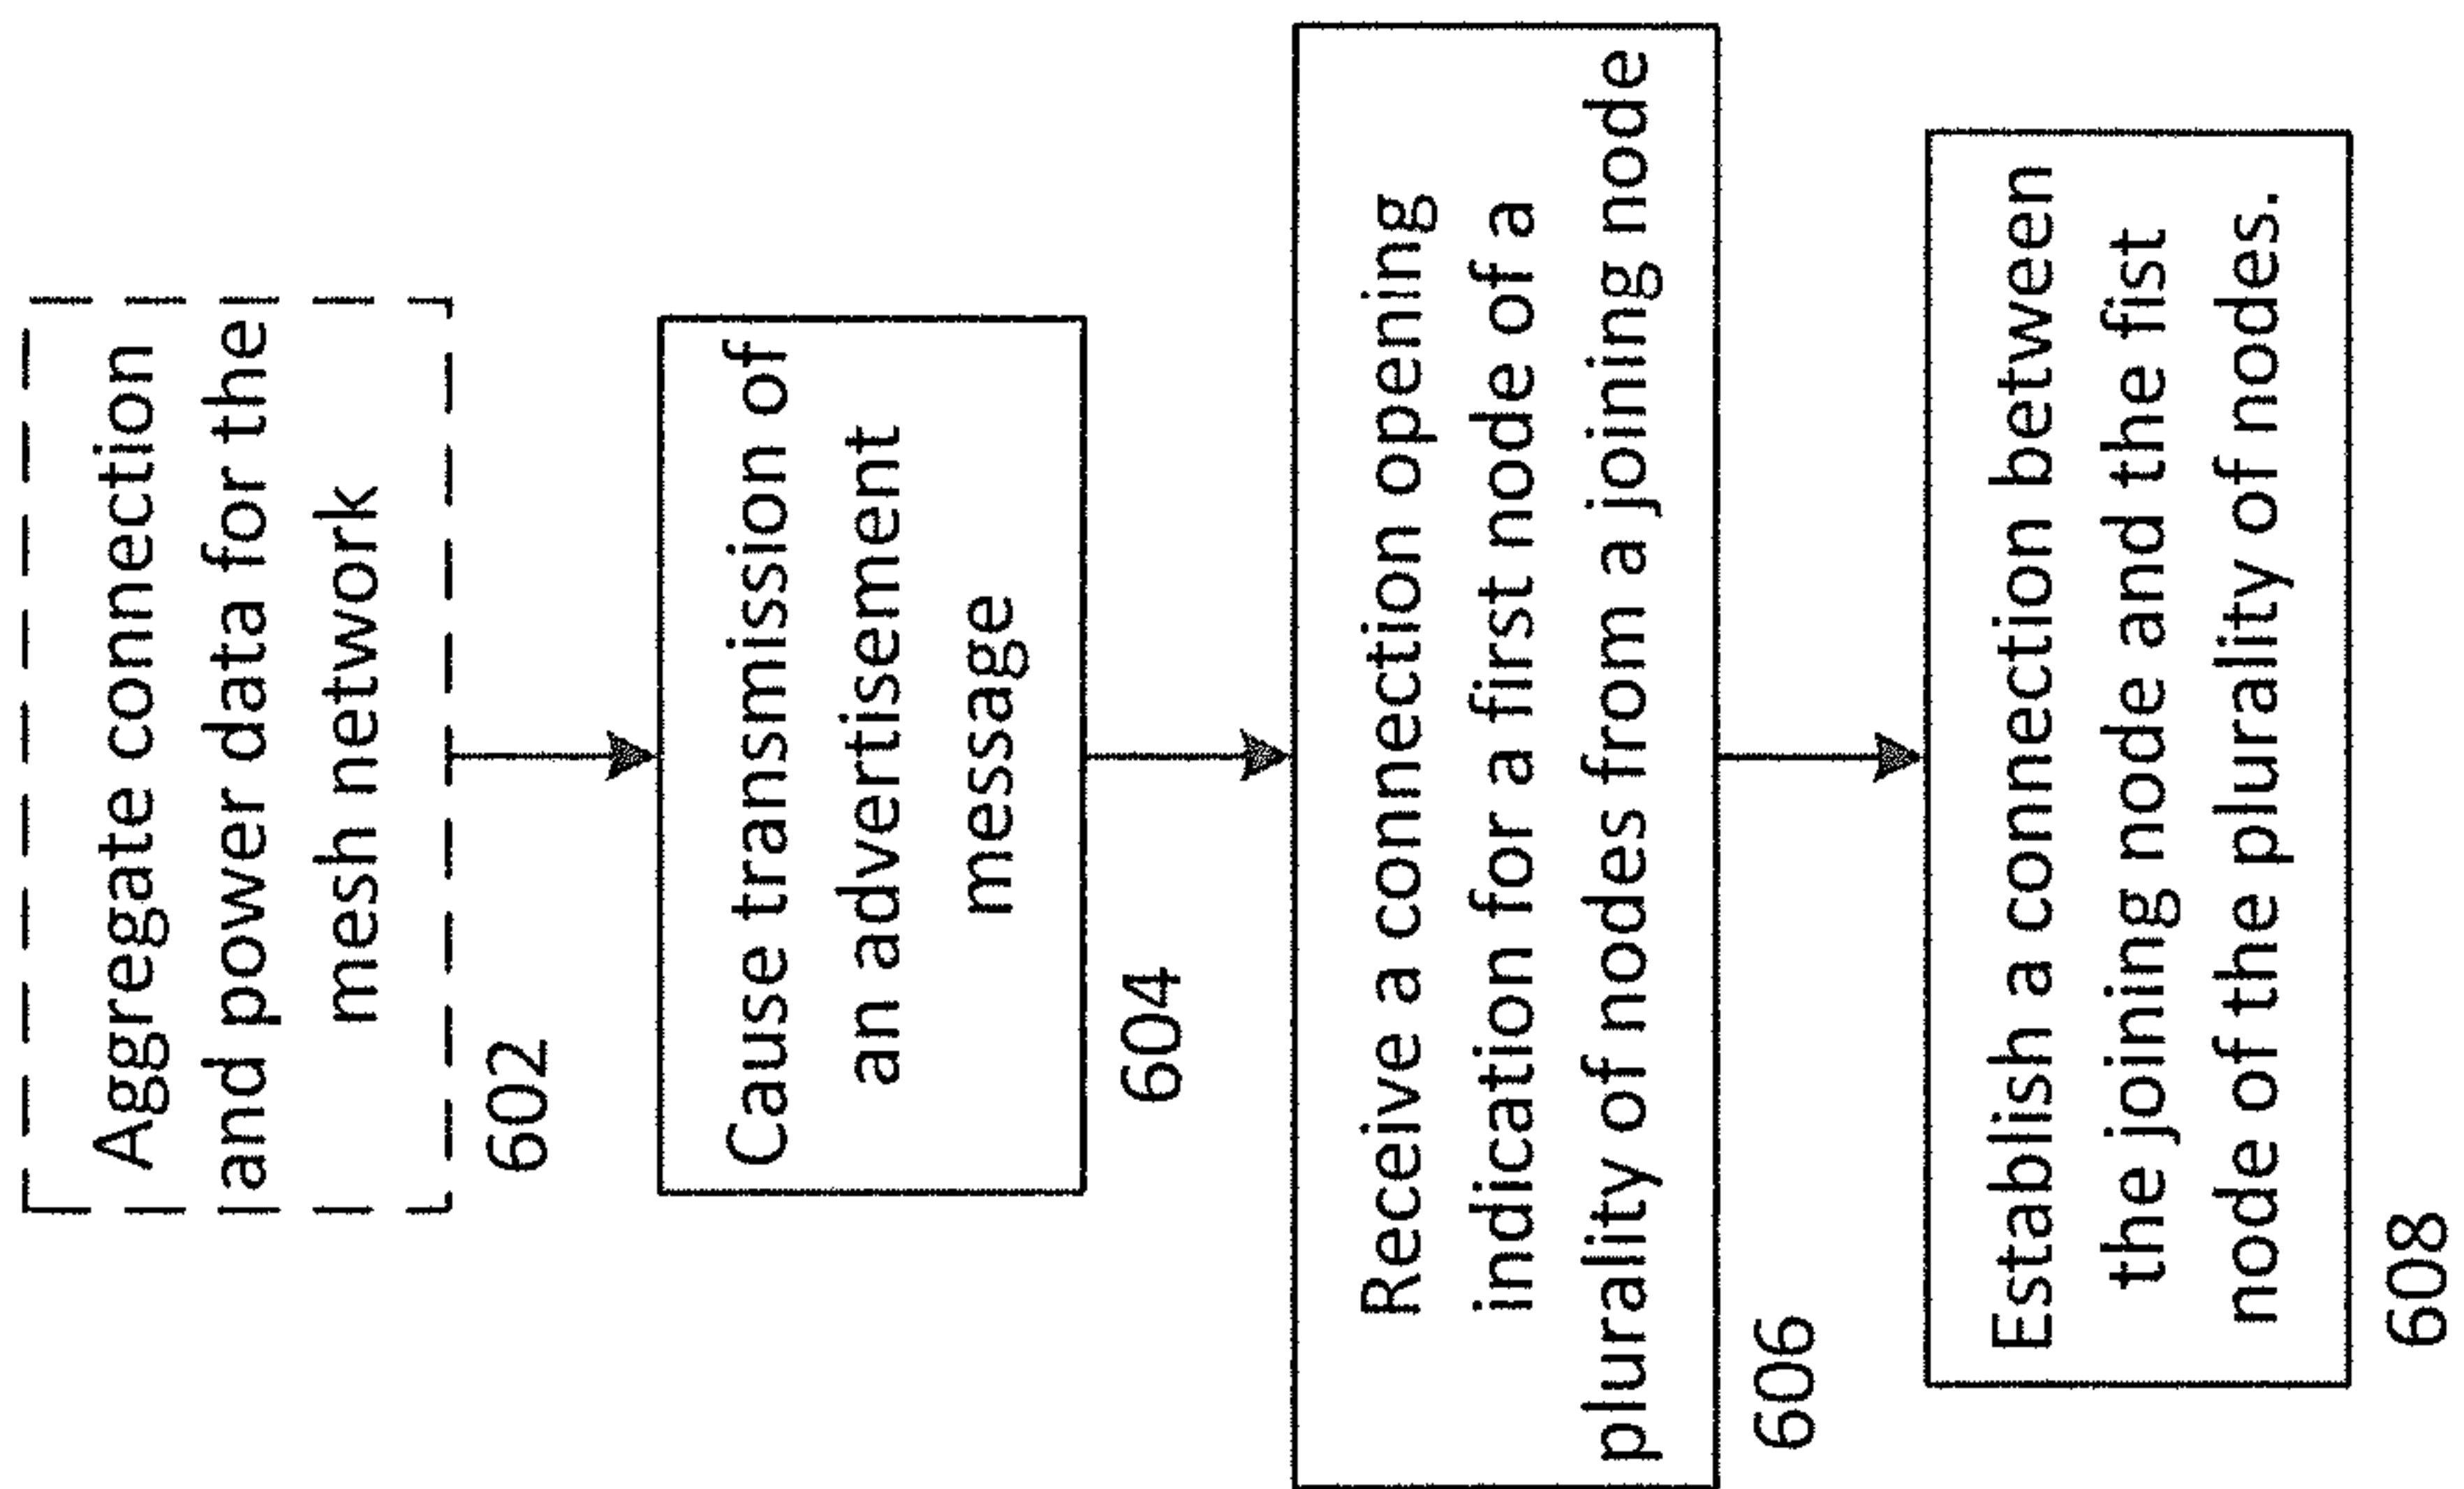 Aggregate connection
and power data for the
mesh network
602
Cause transmission of
an advertisement
message
604
Receive a connection opening
indication for a first node of a
plurality of nodes from a joining node
606
Establish a connection between
the joining node and the fist
node of the plurality of nodes.
608